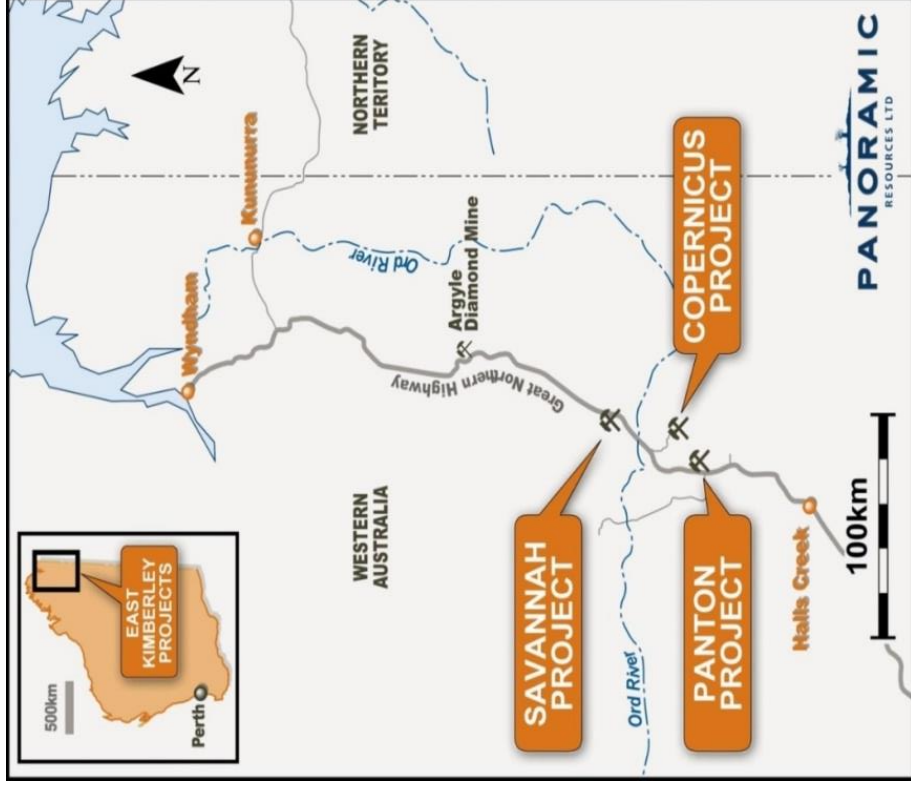 N
Wyndham
Kununurra
NORTHERN
TERITORY
Ord River
Argyle
Diamond Mine
Great Northern Highway
WESTERN
AUSTRALIA
500km
EAST
KIMBERLEY
PROJECTS
Perth
SAVANNAH
PROJECT
COPERNICUS
PROJECT
Ord River
PANTON
PROJECT
Halls Creek
100km
PANORAMIC
RESOURCES LTD